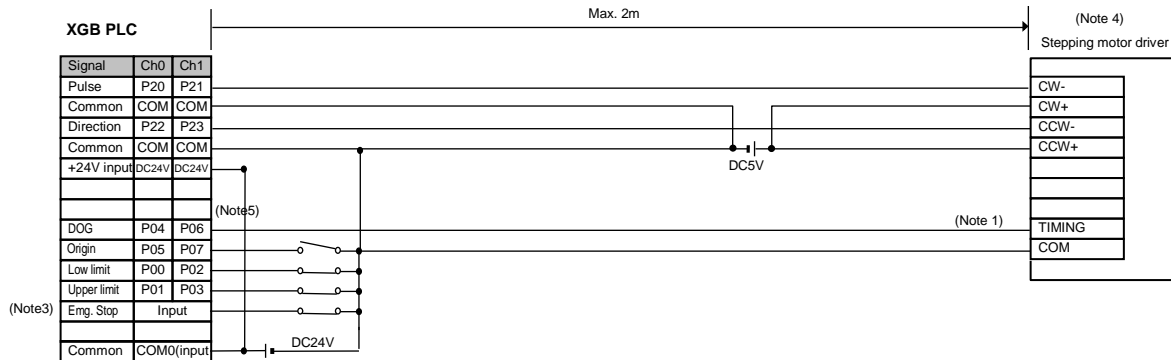 Max. 2m
XGB PLC
(Note 4)
Stepping motor driver
Signal Ch0 Ch1
Pulse P20 P21
CW-
Common COM COM
CW+
Direction P22 P23
CCW-
Common COM COM
CCW+
+24V input DC24V DC24V
DC5V
(Note5)
DOG P04 P06
(Note 1)
TIMING
Origin P05 P07
COM
Low limit P00 P02
Upper limit P01 P03
(Note3)
Emg. Stop Input
DC24V
Common COM0(input